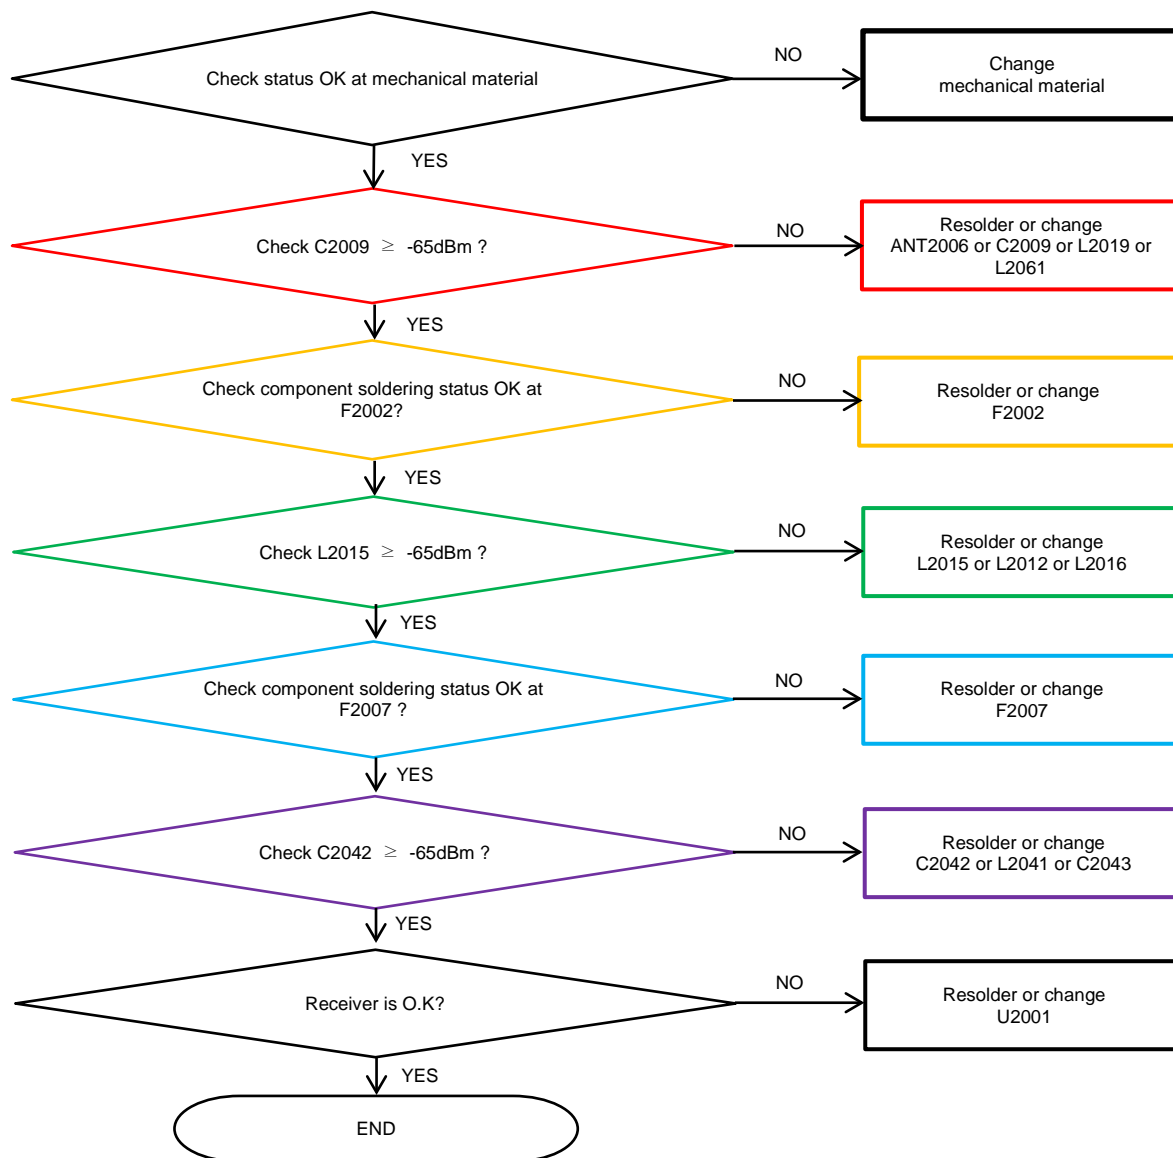 Check status OK at mechanical material
NO
Change
mechanical material
YES
Check C2009 ≥ -65dBm ?
NO
Resolder or change
ANT2006 or C2009 or L2019 or
L2061
YES
Check component soldering status OK at
F2002?
NO
Resolder or change
F2002
YES
Check L2015 ≥ -65dBm ?
NO
Resolder or change
L2015 or L2012 or L2016
YES
Check component soldering status OK at
F2007 ?
NO
Resolder or change
F2007
YES
Check C2042 ≥ -65dBm ?
NO
Resolder or change
C2042 or L2041 or C2043
YES
Receiver is O.K?
NO
Resolder or change
U2001
YES
END